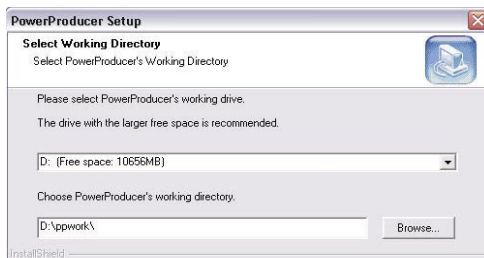 PowerProducer Setup
Select Working Directory
Select PowerProducer's Working Directory
Please select PowerProducer's working drive.
The drive with the larger free space is recommended.
D: (Free space: 10656MB)
Choose PowerProducer's working directory.
D:\ppwork\
Browse...
InstallShield